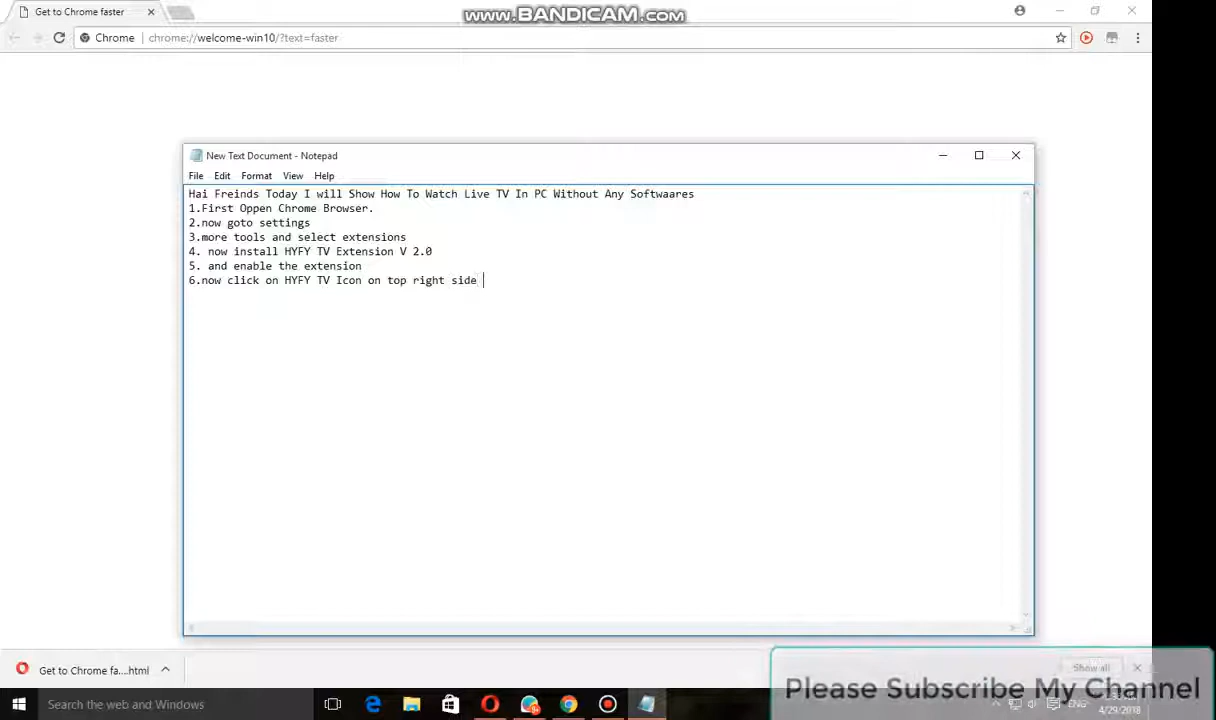 www.BANDICAM.com
Get to Chrome faster
Chrome chrome://welcome-win10/?text=faster
New Text Document - Notepad
File Edit Format View Help
Hai Freinds Today I will Show How To Watch Live TV In PC Without Any Softwaares
1.First Oppen Chrome Browser.
2.now goto settings
3.more tools and select extensions
4. now install HYFY TV Extension V 2.0
5. and enable the extension
6.now click on HYFY TV Icon on top right side
Get to Chrome fa....html
Show all
Please Subscribe My Channel
Search the web and Windows
ENG
4/29/2018